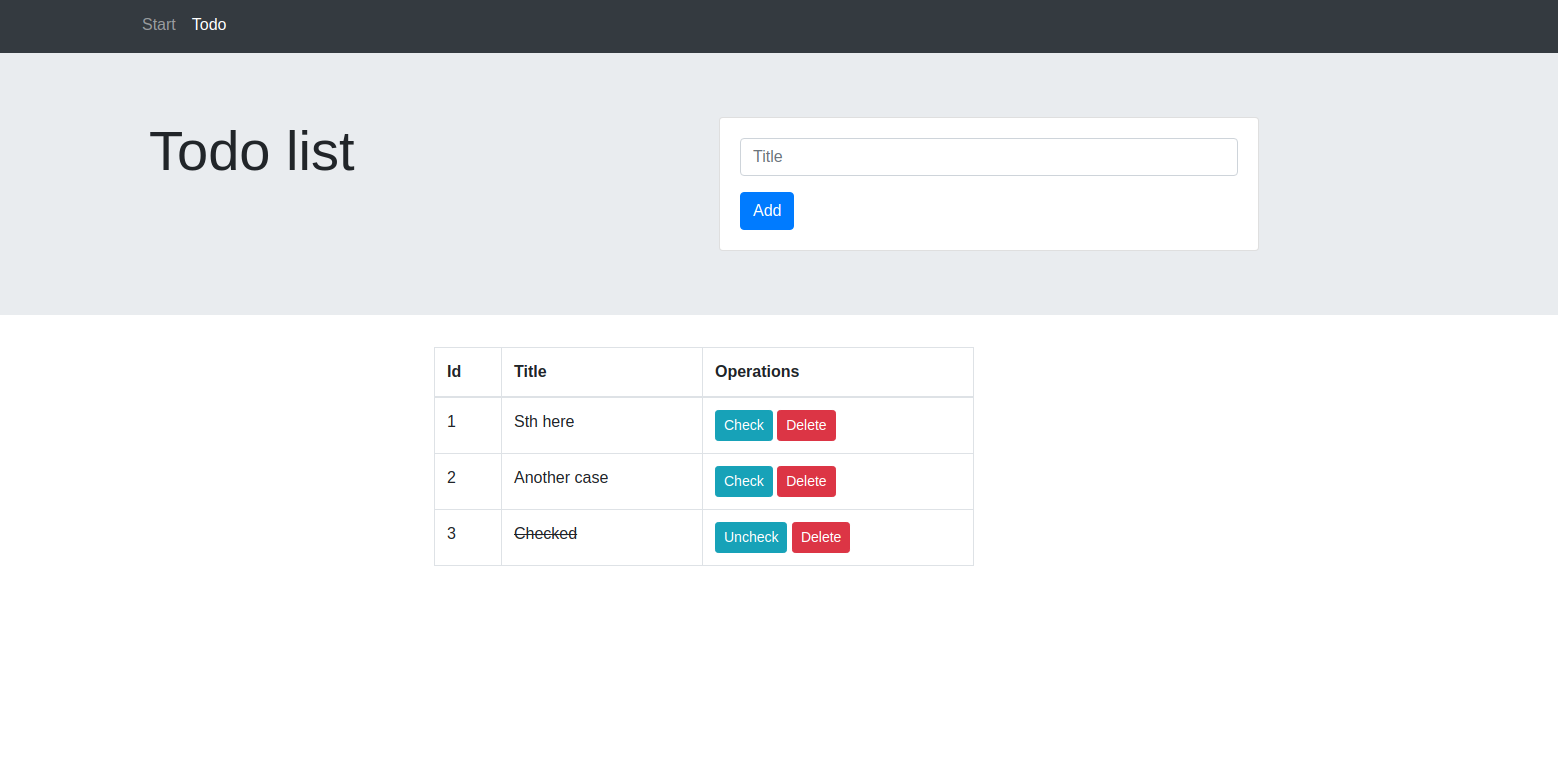 Start Todo
Todo list
Title
Add
Id Title Operations
1 Sth here Check Delete
2 Another case Check Delete
3 Checked Uncheck Delete